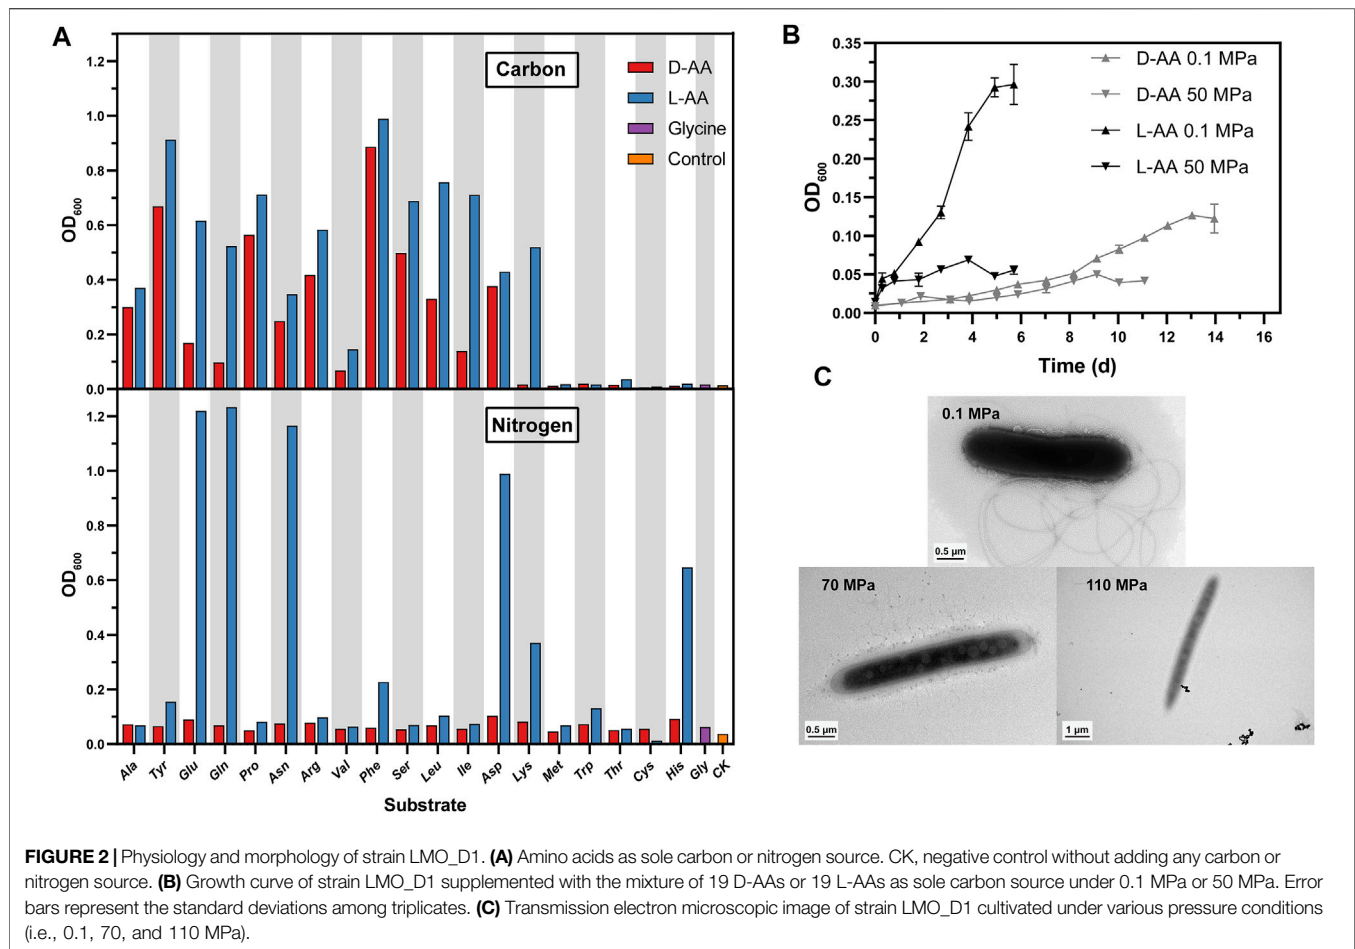 A
1.2
1.0
0.8
0.6
0.4
0.2
0.0
OD600
Carbon
D-AA
L-AA
Glycine
Control
1.2
1.0
0.8
0.6
0.4
0.2
0.0
OD600
Nitrogen
Ala Tyr Glu Gln Pro Asn Arg Val Phe Ser Leu Ile Asp Lys Met Trp Thr Cys His Gly CK
Substrate
B
0.35
0.30
0.25
0.20
0.15
0.10
0.05
0.00
OD600
D-AA 0.1 MPa
D-AA 50 MPa
L-AA 0.1 MPa
L-AA 50 MPa
0 2 4 6 8 10 12 14 16
Time (d)
C
0.1 MPa
0.5 µm
70 MPa
0.5 µm
110 MPa
1 µm
FIGURE 2 | Physiology and morphology of strain LMO_D1. (A) Amino acids as sole carbon or nitrogen source. CK, negative control without adding any carbon or
nitrogen source. (B) Growth curve of strain LMO_D1 supplemented with the mixture of 19 D-AAs or 19 L-AAs as sole carbon source under 0.1 MPa or 50 MPa. Error
bars represent the standard deviations among triplicates. (C) Transmission electron microscopic image of strain LMO_D1 cultivated under various pressure conditions
(i.e., 0.1, 70, and 110 MPa).